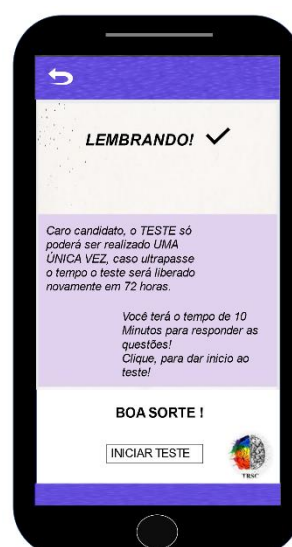 LEMBRANDO!
Caro candidato, o TESTE só
poderá ser realizado UMA
ÚNICA VEZ, caso ultrapasse
o tempo o teste será liberado
novamente em 72 horas.
Você terá o tempo de 10
Minutos para responder as
questões!
Clique, para dar inicio ao
teste!
BOA SORTE !
INICIAR TESTE
TRSC